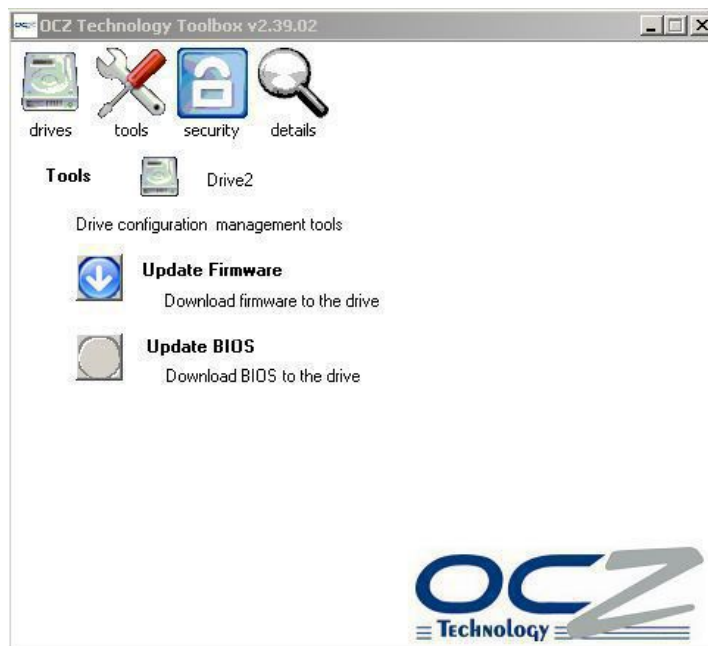 OCZ Technology Toolbox v2.39.02
drives tools security details
Tools Drive2
Drive configuration management tools
Update Firmware
Download firmware to the drive
Update BIOS
Download BIOS to the drive
OCZ
Technology